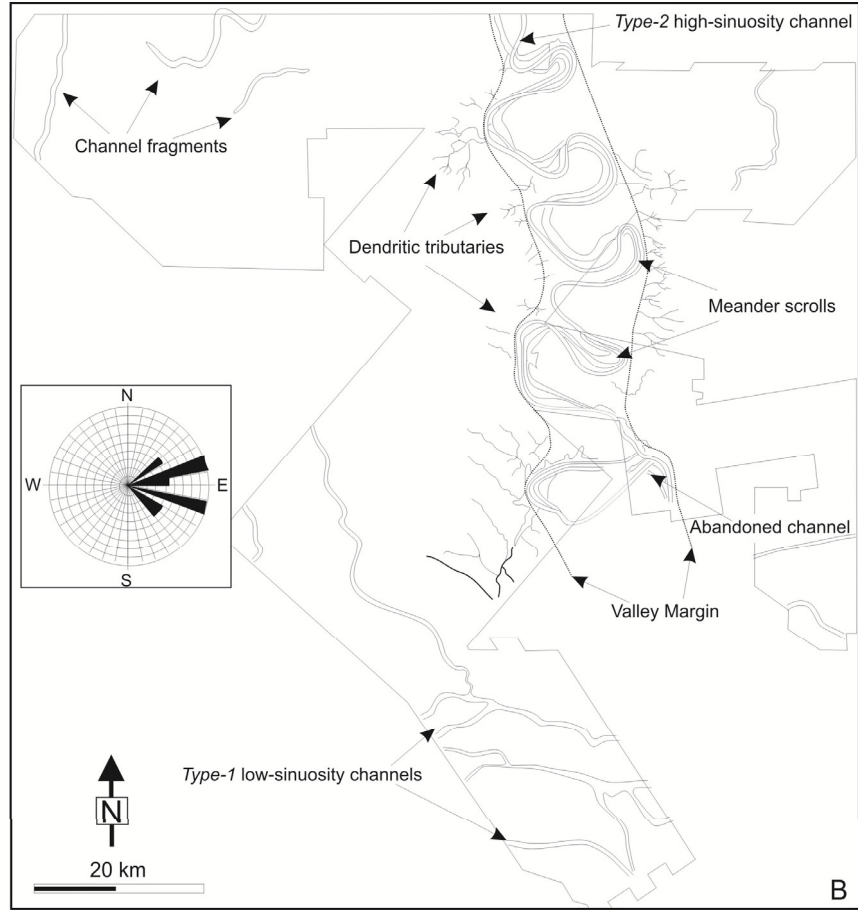 Type-2 high-sinuosity channel
Channel fragments
Dendritic tributaries
Meander scrolls
N
W
E
S
Abandoned channel
Valley Margin
Type-1 low-sinuosity channels
N
20 km
B